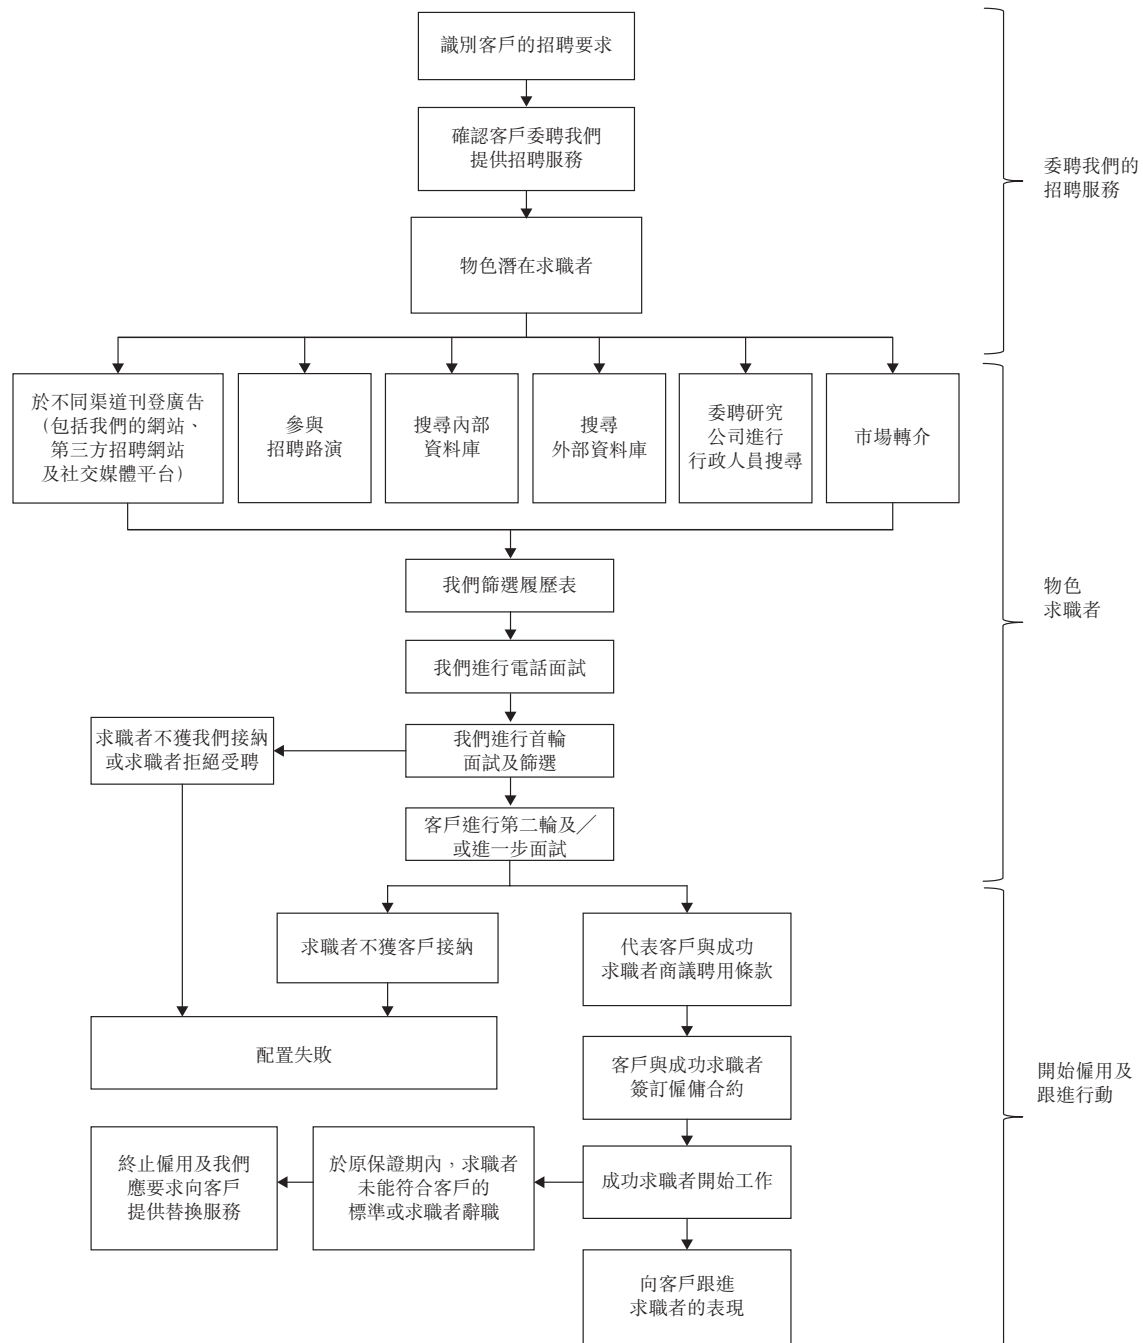 識別客戶的招聘要求
確認客戶委聘我們
提供招聘服務
委聘我們的
招聘服務
物色潛在求職者
於不同渠道刊登廣告
（包括我們的網站、
第三方招聘網站
及社交媒體平台）
參與
招聘路演
搜尋內部
資料庫
搜尋
外部資料庫
委聘研究
公司進行
行政人員搜尋
市場轉介
我們篩選履歷表
物色
求職者
我們進行電話面試
求職者不獲我們接納
或求職者拒絕受聘
我們進行首輪
面試及篩選
客戶進行第二輪及／
或進一步面試
求職者不獲客戶接納
代表客戶與成功
求職者商議聘用條款
配置失敗
客戶與成功求職者
簽訂僱傭合約
開始僱用及
跟進行動
終止僱用及我們
應要求向客戶
提供替換服務
於原保證期內，求職者
未能符合客戶的
標準或求職者辭職
成功求職者開始工作
向客戶跟進
求職者的表現